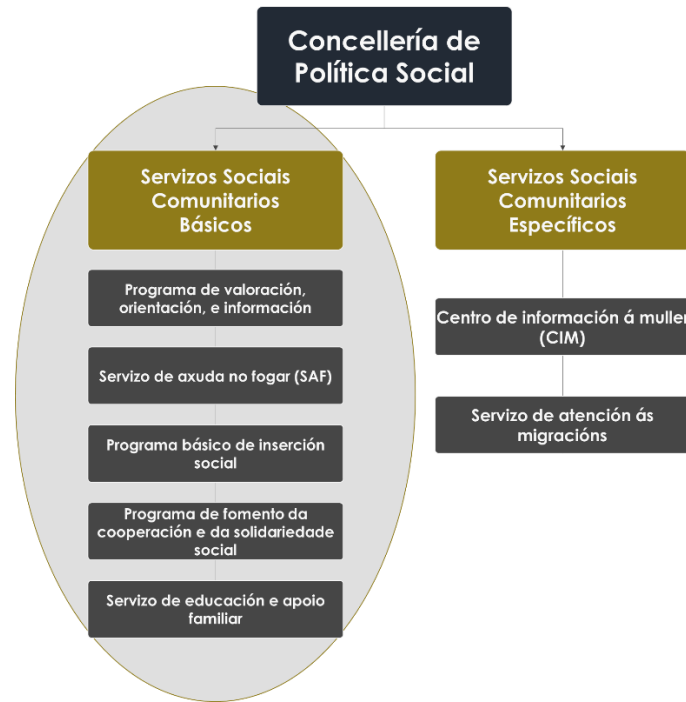 Concellería de
Política Social
Servizos Sociais
Comunitarios
Básicos
Programa de valoración,
orientación, e información
Servizo de axuda no fogar (SAF)
Programa básico de inserción
social
Programa de fomento da
cooperación e da solidariedade
social
Servizo de educación e apoio
familiar
Servizos Sociais
Comunitarios
Específicos
Centro de información á muller
(CIM)
Servizo de atención ás
migracións